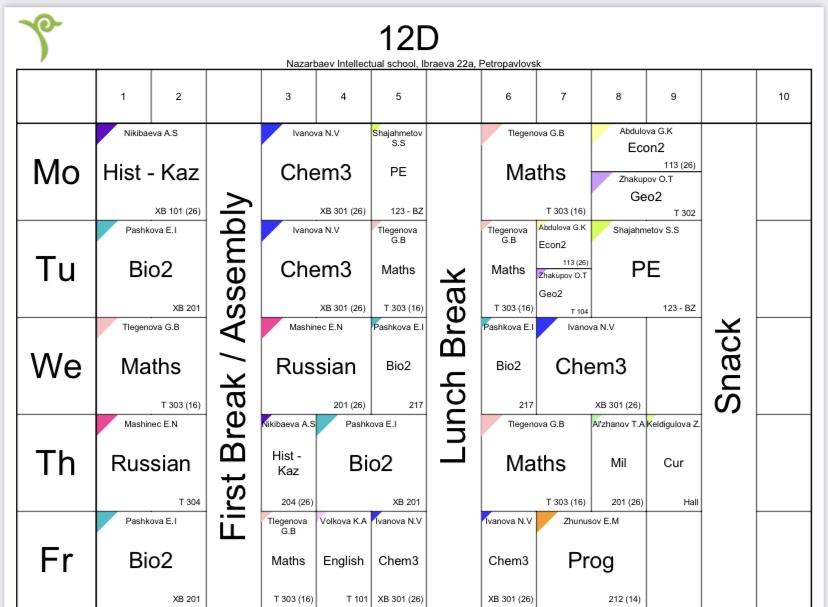 12D
Nazarbaev Intellectual school, Ibraeva 22a, Petropavlovsk
1 2 3 4 5 6 7 8 9 10
Mo
Nikibaeva A.S
Hist - Kaz
XB 101 (26)
Ivanova N.V
Chem3
XB 301 (26)
Shajahmetov
S.S
PE
123 - BZ
Tlegenova G.B
Maths
T 303 (16)
Abdulova G.K
Econ2
113 (26)
Zhakupov O.T
Geo2
T 302
Tu
Pashkova E.I
Bio2
XB 201
Ivanova N.V
Chem3
XB 301 (26)
Tlegenova
G.B
Maths
T 303 (16)
Tlegenova
G.B
Maths
T 303 (16)
Abdulova G.K
Econ2
113 (26)
Zhakupov O.T
Geo2
T 104
Shajahmetov S.S
PE
123 - BZ
We
Tlegenova G.B
Maths
T 303 (16)
Mashinec E.N
Russian
201 (26)
Pashkova E.I
Bio2
217
Pashkova E.I
Bio2
217
Ivanova N.V
Chem3
XB 301 (26)
Th
Mashinec E.N
Russian
T 304
Nikibaeva A.S
Hist -
Kaz
204 (26)
Pashkova E.I
Bio2
XB 201
Tlegenova G.B
Maths
T 303 (16)
Al'zhanov T.A
Mil
201 (26)
Keldigulova Z.
Cur
Hall
Fr
Pashkova E.I
Bio2
XB 201
Tlegenova
G.B
Maths
T 303 (16)
Volkova K.A
English
T 101
Ivanova N.V
Chem3
XB 301 (26)
Ivanova N.V
Chem3
XB 301 (26)
Zhunusov E.M
Prog
212 (14)
First Break / Assembly
Lunch Break
Snack